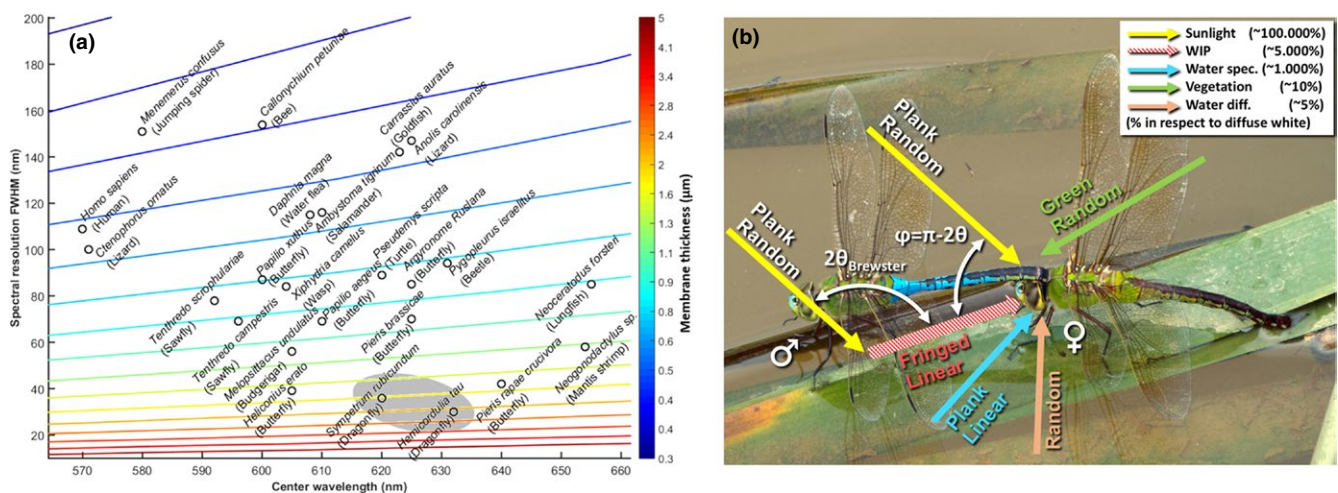 (a)
200
180
160
140
120
100
80
60
40
20
Spectral resolution FWHM (nm)
570
580
590
600
610
620
630
640
650
660
Center wavelength (nm)
Menemerus confusus
(Jumping spider)
Callonychium petuniae
(Bee)
Carrassius auratus
(Goldfish)
Anolis carolinensis
(Lizard)
Homo sapiens
(Human)
Ctenophorus ornatus
(Lizard)
Daphnia magna
(Water flea)
Ambystoma tigrinum
(Salamander)
Papilio xuthus
(Butterfly)
Xiphydria camelus
(Wasp)
Pseudemys scripta
(Turtle)
Argyronome Ruslana
(Butterfly)
Pygopleurus israelitus
(Beetle)
Tenthredo scrophulariae
(Sawfly)
Tenthredo campestris
(Sawfly)
Papilio aegeus
(Butterfly)
Melopsittacus undulatus
(Budgerigar)
Pieris brassicae
(Butterfly)
Neoceratodus forsteri
(Lungfish)
Heliconius erato
(Butterfly)
Sympetrum rubicundum
(Dragonfly)
Hemicordulia tau
(Dragonfly)
Pieris rapae crucivora
(Butterfly)
Neogonodactylus sp.
(Mantis shrimp)
5
4.1
2.8
2.3
1.8
1.6
1.3
1.1
0.9
0.7
0.6
0.5
0.4
0.3
Membrane thickness (μm)
(b)
Sunlight (~100.000%)
WIP (~5.000%)
Water spec. (~1.000%)
Vegetation (~10%)
Water diff. (~5%)
(% in respect to diffuse white)
Plank
Random
Plank
Random
Green
Random
φ=π-2θ
2θBrewster
Fringed
Linear
Plank
Linear
Random
♂
♀